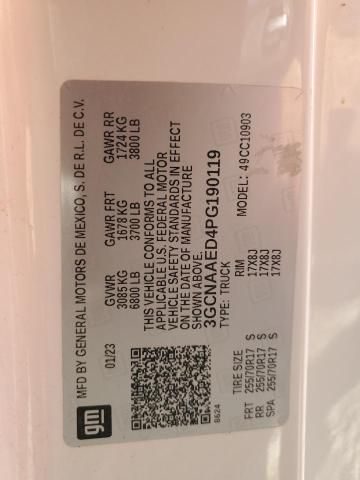 gm
MFD BY GENERAL MOTORS DE MEXICO, S. DE R.L. DE C.V.
01/23
GVWR GAWR FRT GAWR RR
3085 KG 1678 KG 1724 KG
6800 LB 3700 LB 3800 LB
THIS VEHICLE CONFORMS TO ALL
APPLICABLE U.S. FEDERAL MOTOR
VEHICLE SAFETY STANDARDS IN EFFECT
ON THE DATE OF MANUFACTURE
SHOWN ABOVE.
3GCNAAED4PG190119
TYPE: TRUCK MODEL: 49CC10903
8624
TIRE SIZE RIM
FRT 255/70R17 S 17X8J
RR 255/70R17 S 17X8J
SPA 255/70R17 S 17X8J